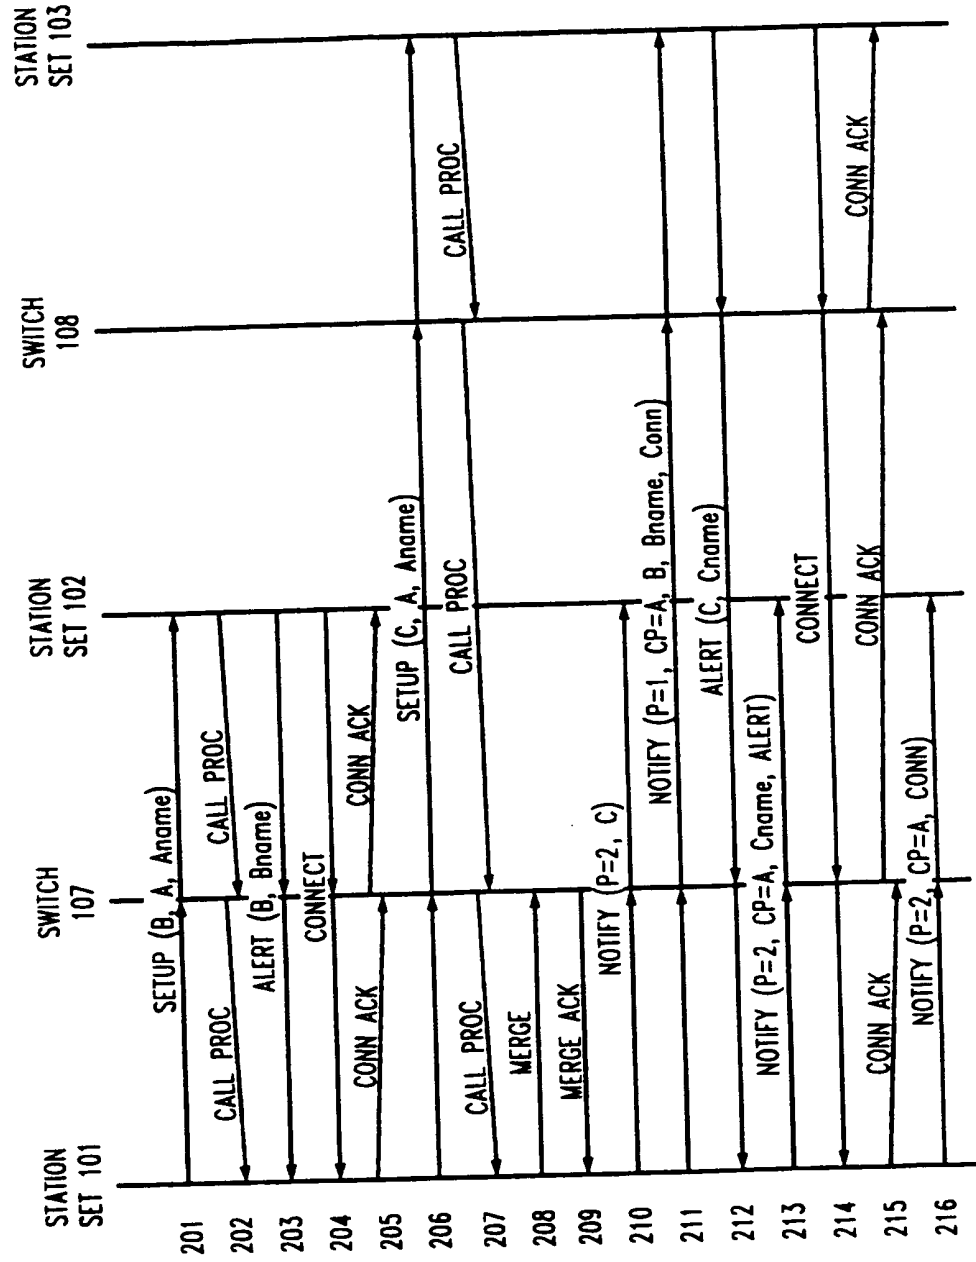 STATION
SET 101
SWITCH
107
STATION
SET 102
SWITCH
108
STATION
SET 103
201
SETUP (B, A, Aname)
202
CALL PROC
CALL PROC
203
ALERT (B, Bname)
204
CONNECT
205
CONN ACK
CONN ACK
206
SETUP (C, A, Aname)
207
CALL PROC
CALL PROC
CALL PROC
208
MERGE
209
MERGE ACK
210
NOTIFY (P=2, C)
211
NOTIFY (P=1, CP=A, B, Bname, Conn)
212
ALERT (C, Cname)
213
NOTIFY (P=2, CP=A, Cname, ALERT)
214
CONNECT
215
CONN ACK
CONN ACK
CONN ACK
216
NOTIFY (P=2, CP=A, CONN)